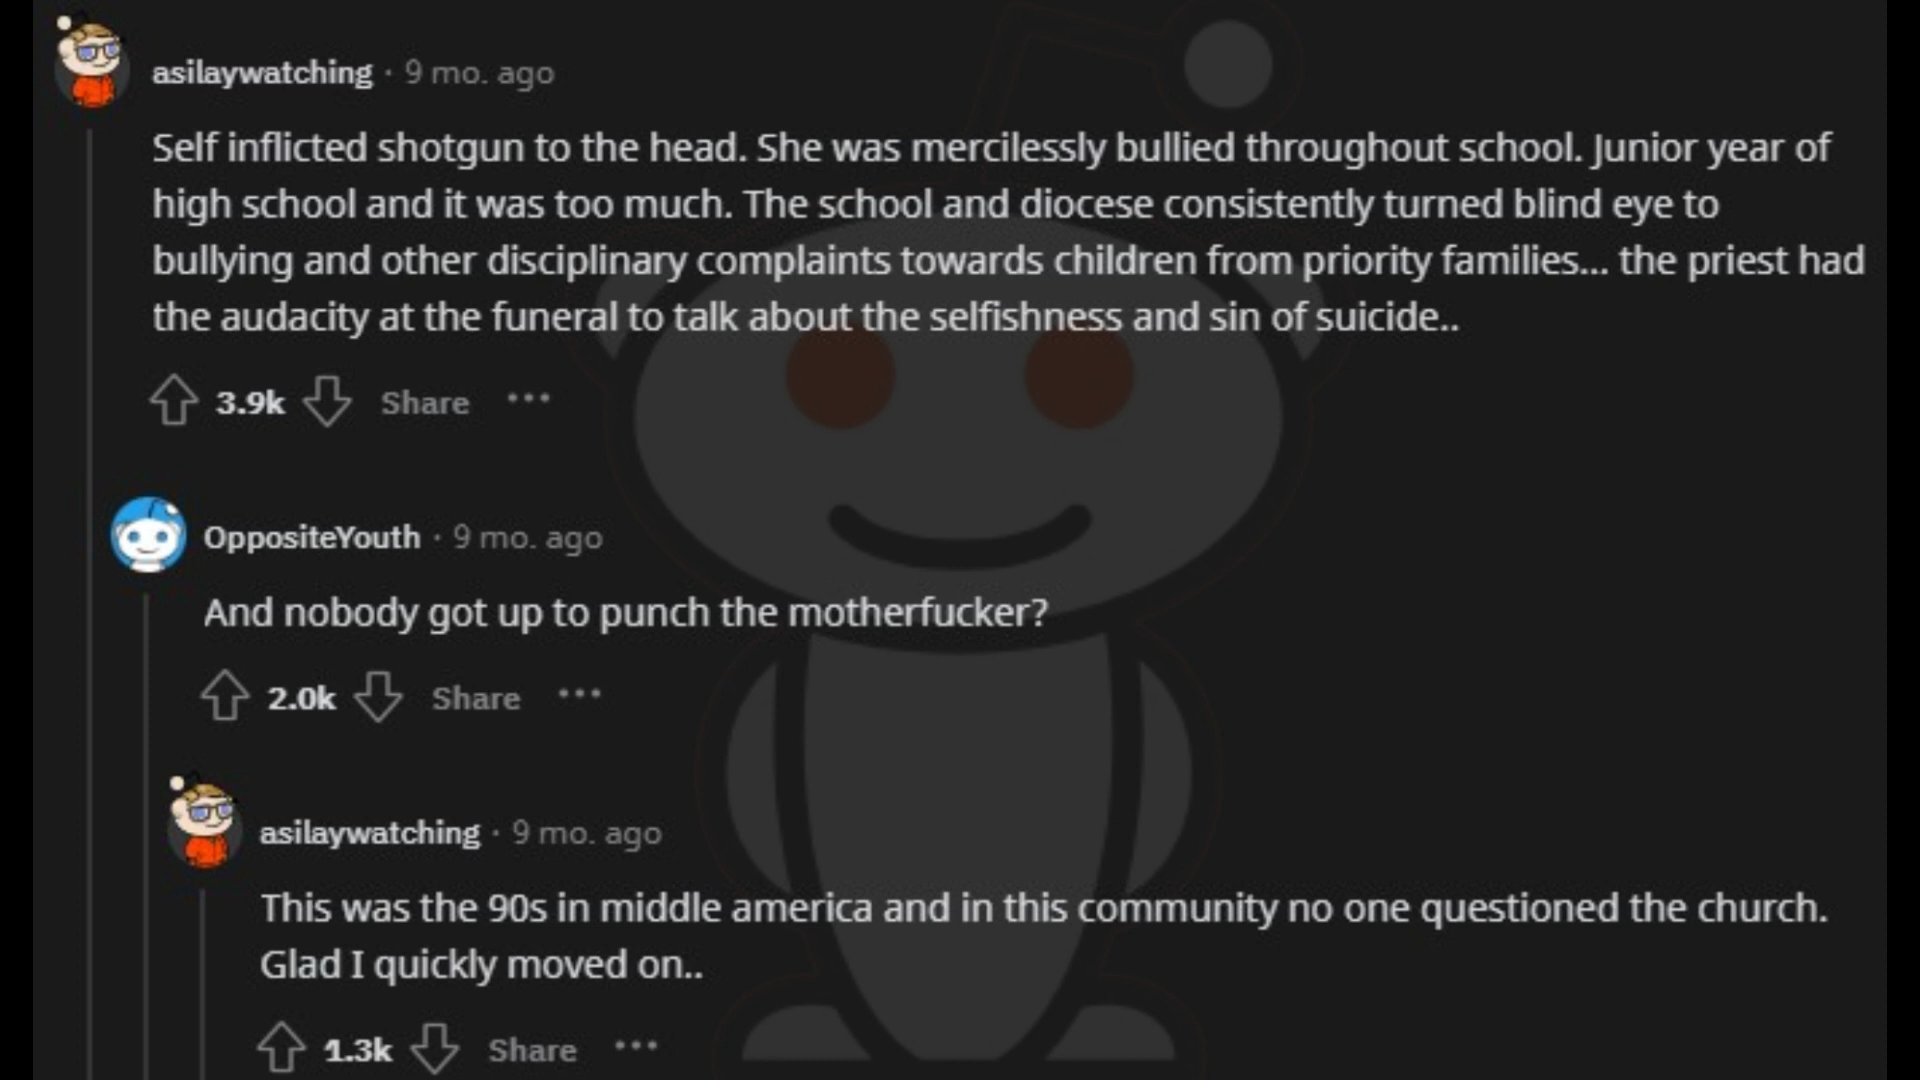 asilaywatching · 9 mo. ago
Self inflicted shotgun to the head. She was mercilessly bullied throughout school. Junior year of
high school and it was too much. The school and diocese consistently turned blind eye to
bullying and other disciplinary complaints towards children from priority families... the priest had
the audacity at the funeral to talk about the selfishness and sin of suicide..
3.9k Share ...
OppositeYouth · 9 mo. ago
And nobody got up to punch the motherfucker?
2.0k Share ...
asilaywatching · 9 mo. ago
This was the 90s in middle america and in this community no one questioned the church.
Glad I quickly moved on..
1.3k Share ...